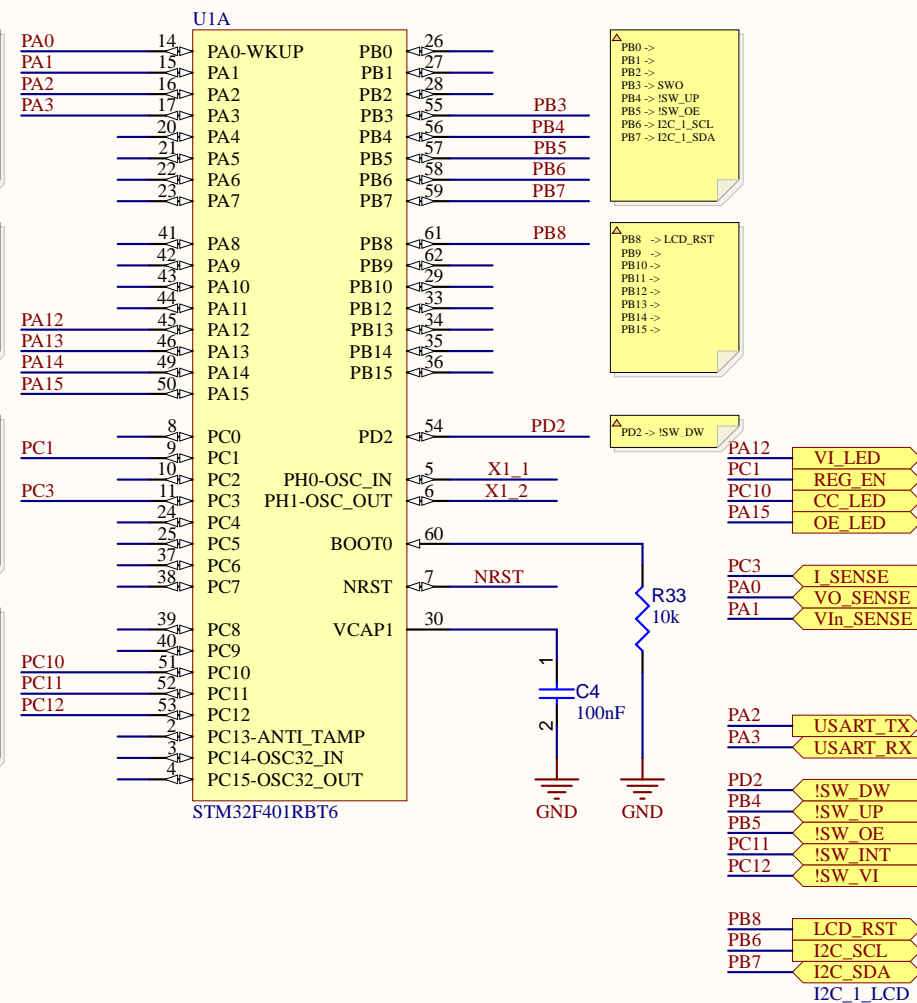 U1A
PA0 14 PA0-WKUP PB0 26
PA1 15 PA1 PB1 27
PA2 16 PA2 PB2 28
PA3 17 PA3 PB3 55 PB3
20 PA4 PB4 56 PB4
21 PA5 PB5 57 PB5
22 PA6 PB6 58 PB6
23 PA7 PB7 59 PB7
41 PA8 PB8 61 PB8
42 PA9 PB9 62
43 PA10 PB10 29
44 PA11 PB12 33
PA12 45 PA12 PB13 34
PA13 46 PA13 PB14 35
PA14 49 PA14 PB15 36
PA15 50 PA15
8 PC0 PD2 54 PD2
PC1 9 PC1
10 PC2 PH0-OSC_IN 5 X1_1
PC3 11 PC3 PH1-OSC_OUT 6 X1_2
24 PC4
25 PC5 BOOT0 60
37 PC6
38 PC7 NRST 7 NRST
39 PC8 VCAP1 30
40 PC9
PC10 51 PC10
PC11 52 PC11
PC12 53 PC12
2 PC13-ANTI_TAMP
3 PC14-OSC32_IN
4 PC15-OSC32_OUT
STM32F401RBT6
R33
10k
1
C4
100nF
2
GND
GND
PB0 ->
PB1 ->
PB2 ->
PB3 -> SWO
PB4 -> !SW_UP
PB5 -> !SW_OE
PB6 -> I2C_1_SCL
PB7 -> I2C_1_SDA
PB8 -> LCD_RST
PB9 ->
PB10 ->
PB11 ->
PB12 ->
PB13 ->
PB14 ->
PB15 ->
PD2 -> !SW_DW
PA12 VI_LED
PC1 REG_EN
PC10 CC_LED
PA15 OE_LED
PC3 I_SENSE
PA0 VO_SENSE
PA1 VIn_SENSE
PA2 USART_TX
PA3 USART_RX
PD2 !SW_DW
PB4 !SW_UP
PB5 !SW_OE
PC11 !SW_INT
PC12 !SW_VI
PB8 LCD_RST
PB6 I2C_SCL
PB7 I2C_SDA
I2C_1_LCD